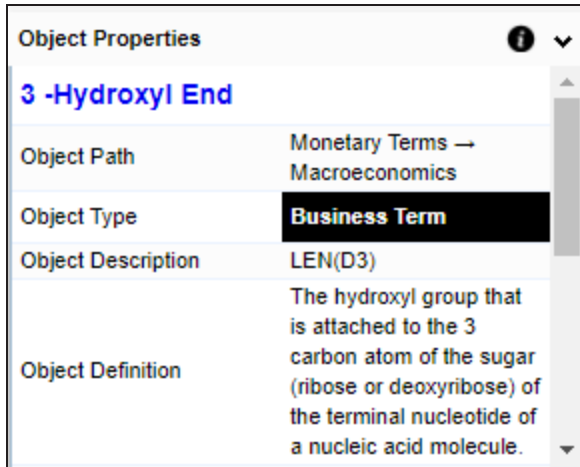 Object Properties
3 -Hydroxyl End
Object Path
Monetary Terms →
Macroeconomics
Object Type
Business Term
Object Description
LEN(D3)
Object Definition
The hydroxyl group that
is attached to the 3
carbon atom of the sugar
(ribose or deoxyribose) of
the terminal nucleotide of
a nucleic acid molecule.